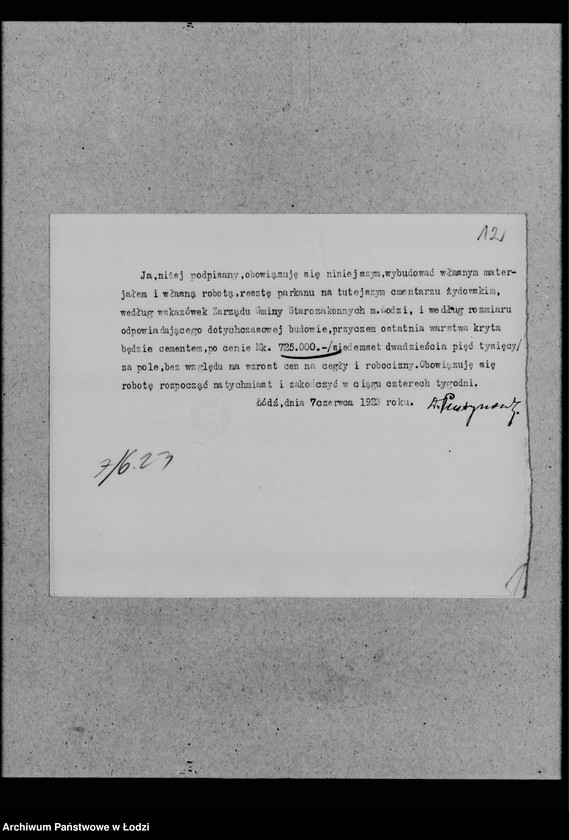 12
Ja,niżej podpisany,obowiązuję się niniejszym,wybudować własnym mater-
jałem i własną robotą.resztę parkanu na tutejszym cmentarzu żydowskim,
według wskazówek Zarządu Gminy Starozakonnych m.Łodzi, i według rozmiaru
odpowiadającego dotychczasowej budowie,przyczem ostatnia warstwa kryta
będzie cementem,po cenie Mk. 725.000.-/siedemset dwadzieścia pięć tysięcy/
za pole,bez względu na wzrost cen na cegły i robocizny.Obowiązuję się
robotę rozpocząć natychmiast i zakończyć w ciągu czterech tygodni.
Łódź,dnia 7czerwca 1923 roku.
7/6.23
Archiwum Państwowe w Łodzi